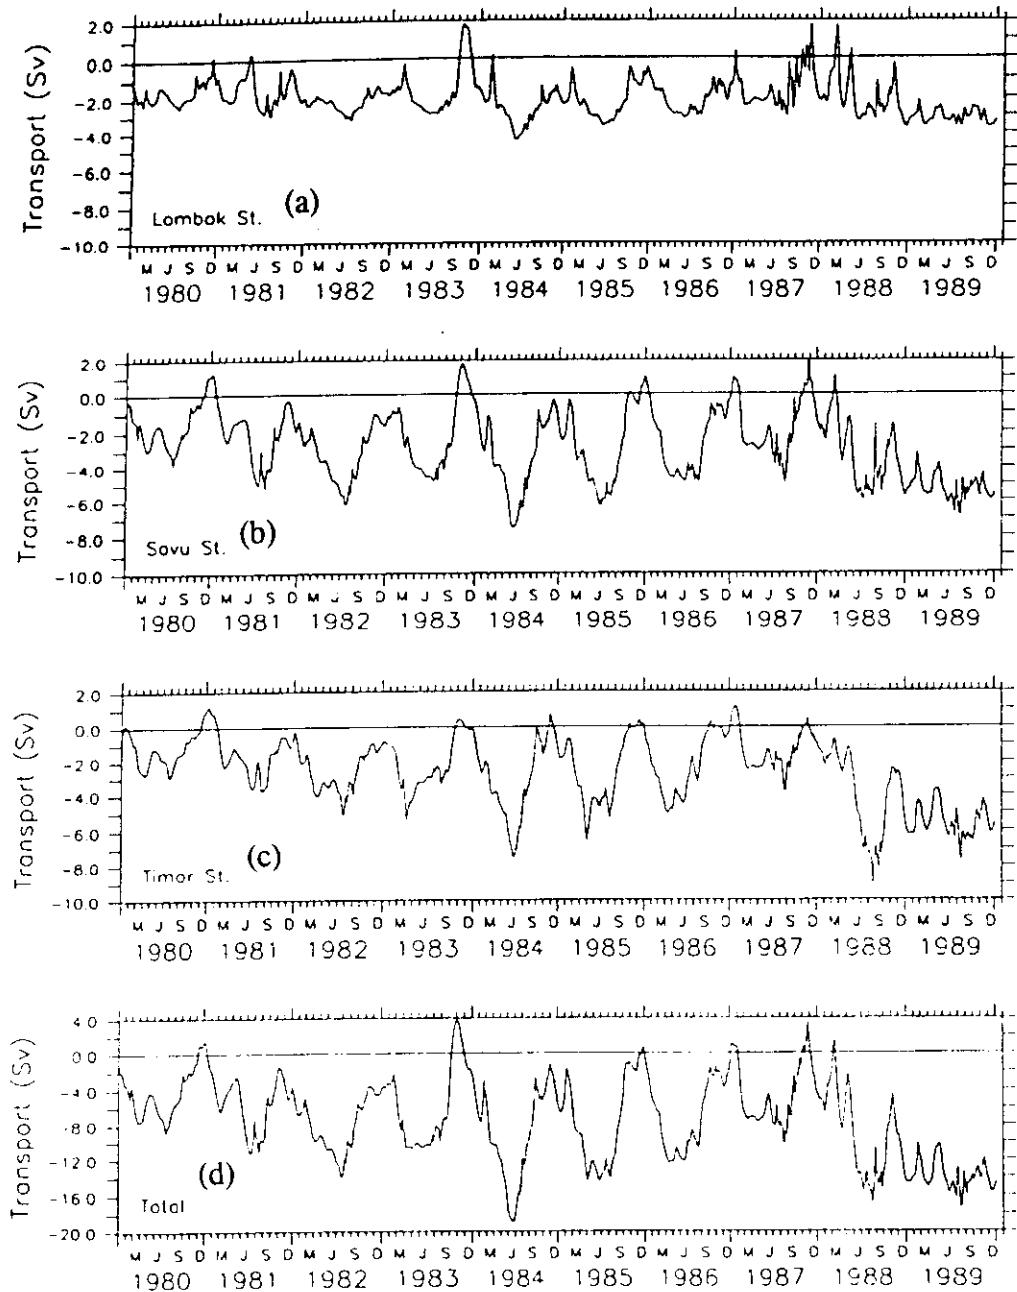 Transport (Sv)
2.0
0.0
-2.0
-4.0
-6.0
-8.0
-10.0
(a)
Lombok St.
M J S D M J S D M J S D M J S D M J S D M J S D M J S D M J S D M J S D M J S D
1980 1981 1982 1983 1984 1985 1986 1987 1988 1989
Transport (Sv)
2.0
0.0
-2.0
-4.0
-6.0
-8.0
-10.0
(b)
Savu St.
M J S D M J S D M J S D M J S D M J S D M J S D M J S D M J S D M J S D M J S D
1980 1981 1982 1983 1984 1985 1986 1987 1988 1989
Transport (Sv)
2.0
0.0
-2.0
-4.0
-6.0
-8.0
-10.0
(c)
Timor St.
M J S D M J S D M J S D M J S D M J S D M J S D M J S D M J S D M J S D M J S D
1980 1981 1982 1983 1984 1985 1986 1987 1988 1989
Transport (Sv)
4.0
0.0
-4.0
-8.0
-12.0
-16.0
-20.0
(d)
Total
M J S D M J S D M J S D M J S D M J S D M J S D M J S D M J S D M J S D M J S D
1980 1981 1982 1983 1984 1985 1986 1987 1988 1989